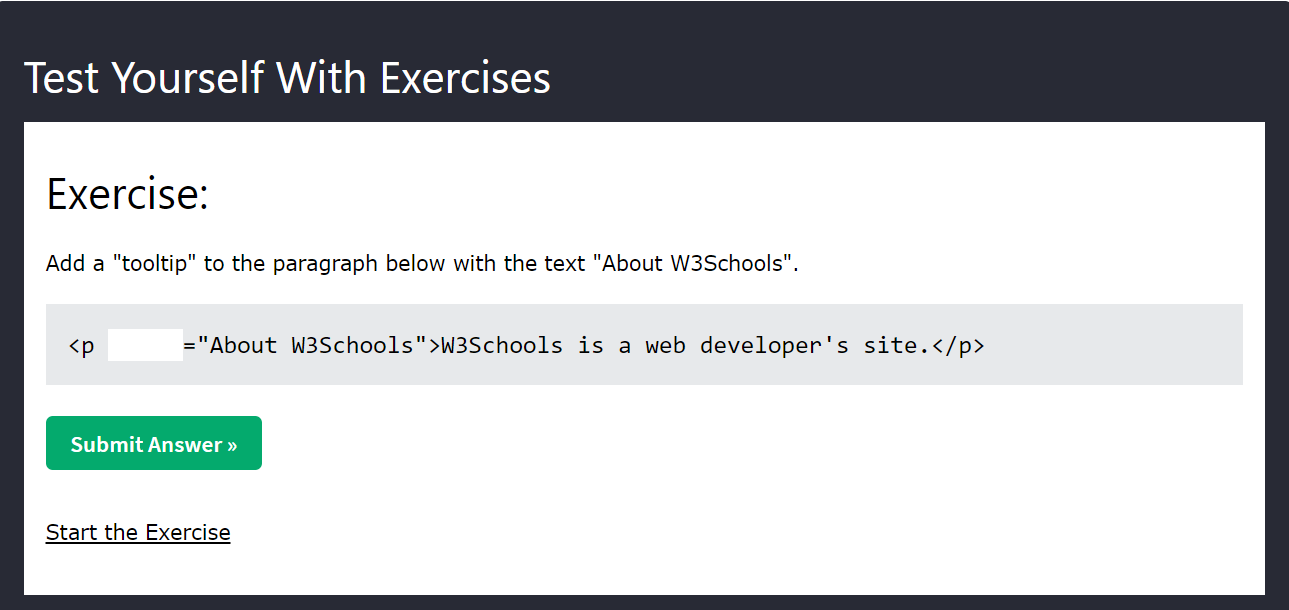 Test Yourself With Exercises
Exercise:
Add a "tooltip" to the paragraph below with the text "About W3Schools".
<p ="About W3Schools">W3Schools is a web developer's site.</p>
Submit Answer »
Start the Exercise